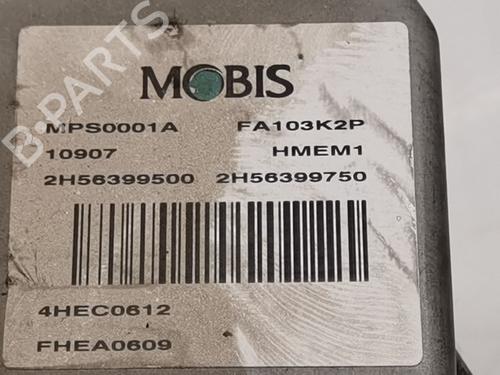 MOBIS
MPS0001A FA103K2P
10907 HMEM1
2H56399500 2H56399750
4HEC0612
FHEA0609
B-PARTS